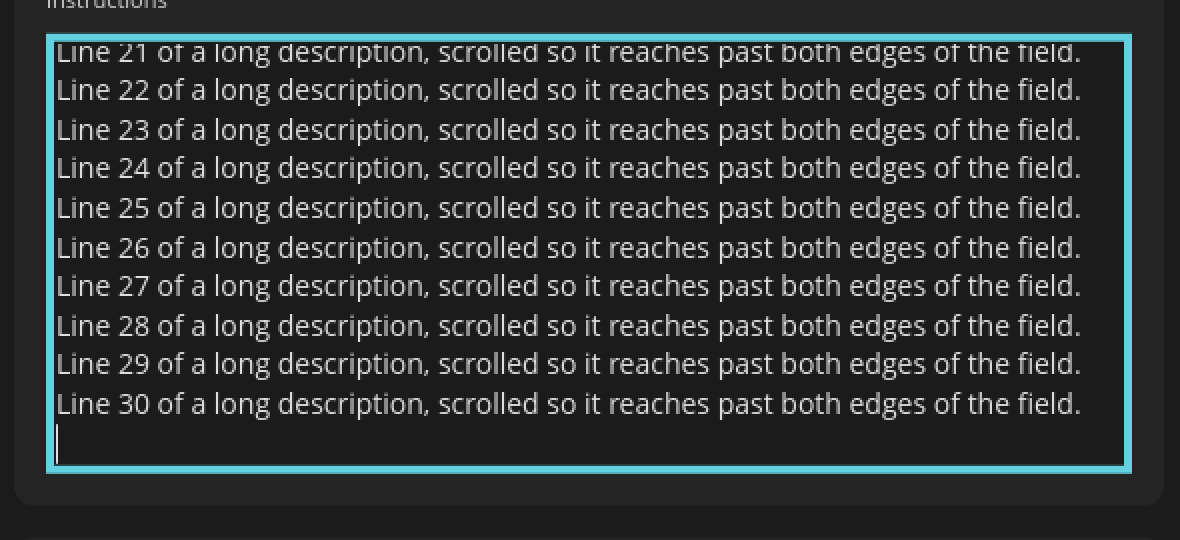 Instructions
Line 21 of a long description, scrolled so it reaches past both edges of the field.
Line 22 of a long description, scrolled so it reaches past both edges of the field.
Line 23 of a long description, scrolled so it reaches past both edges of the field.
Line 24 of a long description, scrolled so it reaches past both edges of the field.
Line 25 of a long description, scrolled so it reaches past both edges of the field.
Line 26 of a long description, scrolled so it reaches past both edges of the field.
Line 27 of a long description, scrolled so it reaches past both edges of the field.
Line 28 of a long description, scrolled so it reaches past both edges of the field.
Line 29 of a long description, scrolled so it reaches past both edges of the field.
Line 30 of a long description, scrolled so it reaches past both edges of the field.